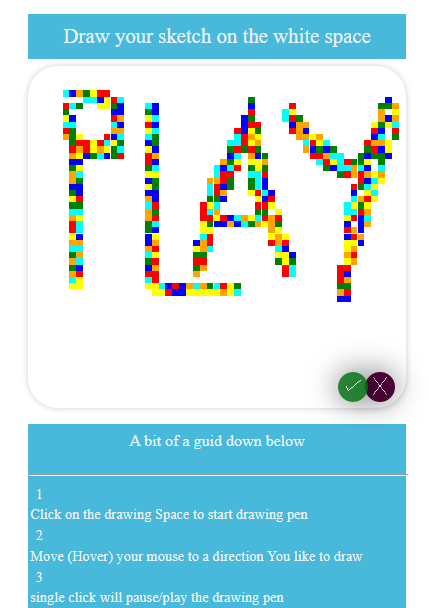 Draw your sketch on the white space
PLAY
A bit of a guid down below
1
Click on the drawing Space to start drawing pen
2
Move (Hover) your mouse to a direction You like to draw
3
single click will pause/play the drawing pen